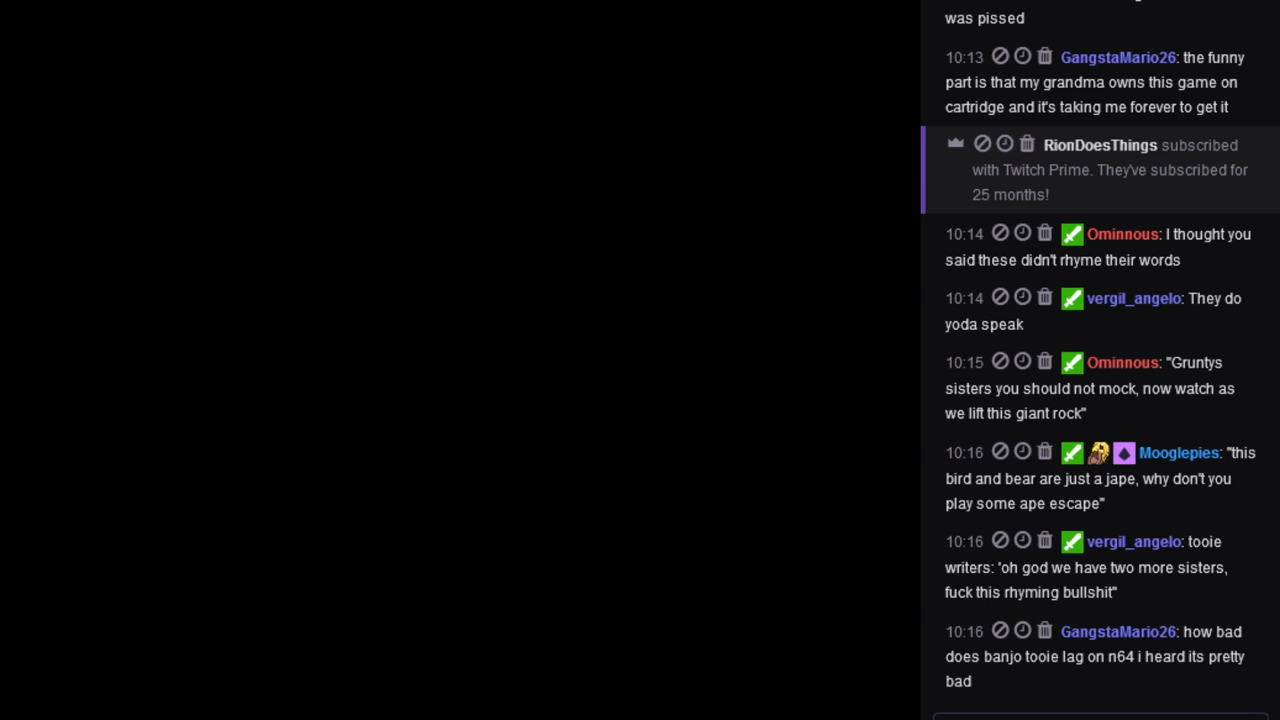 was pissed
10:13 GangstaMario26: the funny
part is that my grandma owns this game on
cartridge and it's taking me forever to get it
RionDoesThings subscribed
with Twitch Prime. They've subscribed for
25 months!
10:14 Ominnous: I thought you
said these didn't rhyme their words
10:14 vergil_angelo: They do
yoda speak
10:15 Ominnous: "Gruntys
sisters you should not mock, now watch as
we lift this giant rock"
10:16 Mooglepies: "this
bird and bear are just a jape, why don't you
play some ape escape"
10:16 vergil_angelo: tooie
writers: 'oh god we have two more sisters,
fuck this rhyming bullshit"
10:16 GangstaMario26: how bad
does banjo tooie lag on n64 i heard its pretty
bad